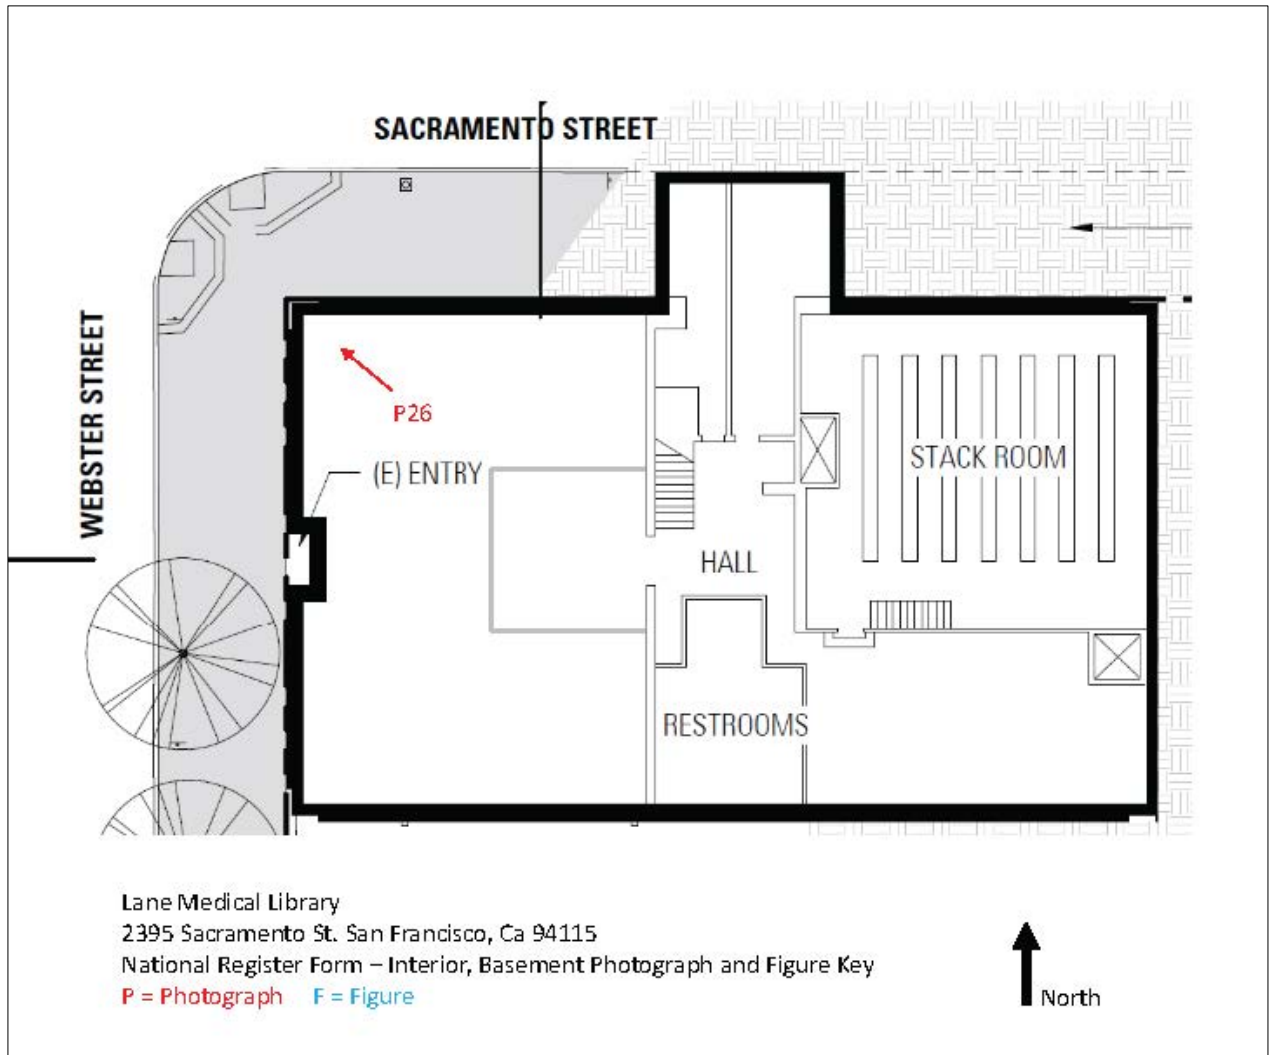 SACRAMENTO STREET
WEBSTER STREET
P26
(E) ENTRY
STACK ROOM
HALL
RESTROOMS
Lane Medical Library
2395 Sacramento St. San Francisco, Ca 94115
National Register Form – Interior, Basement Photograph and Figure Key
P = Photograph F = Figure
North